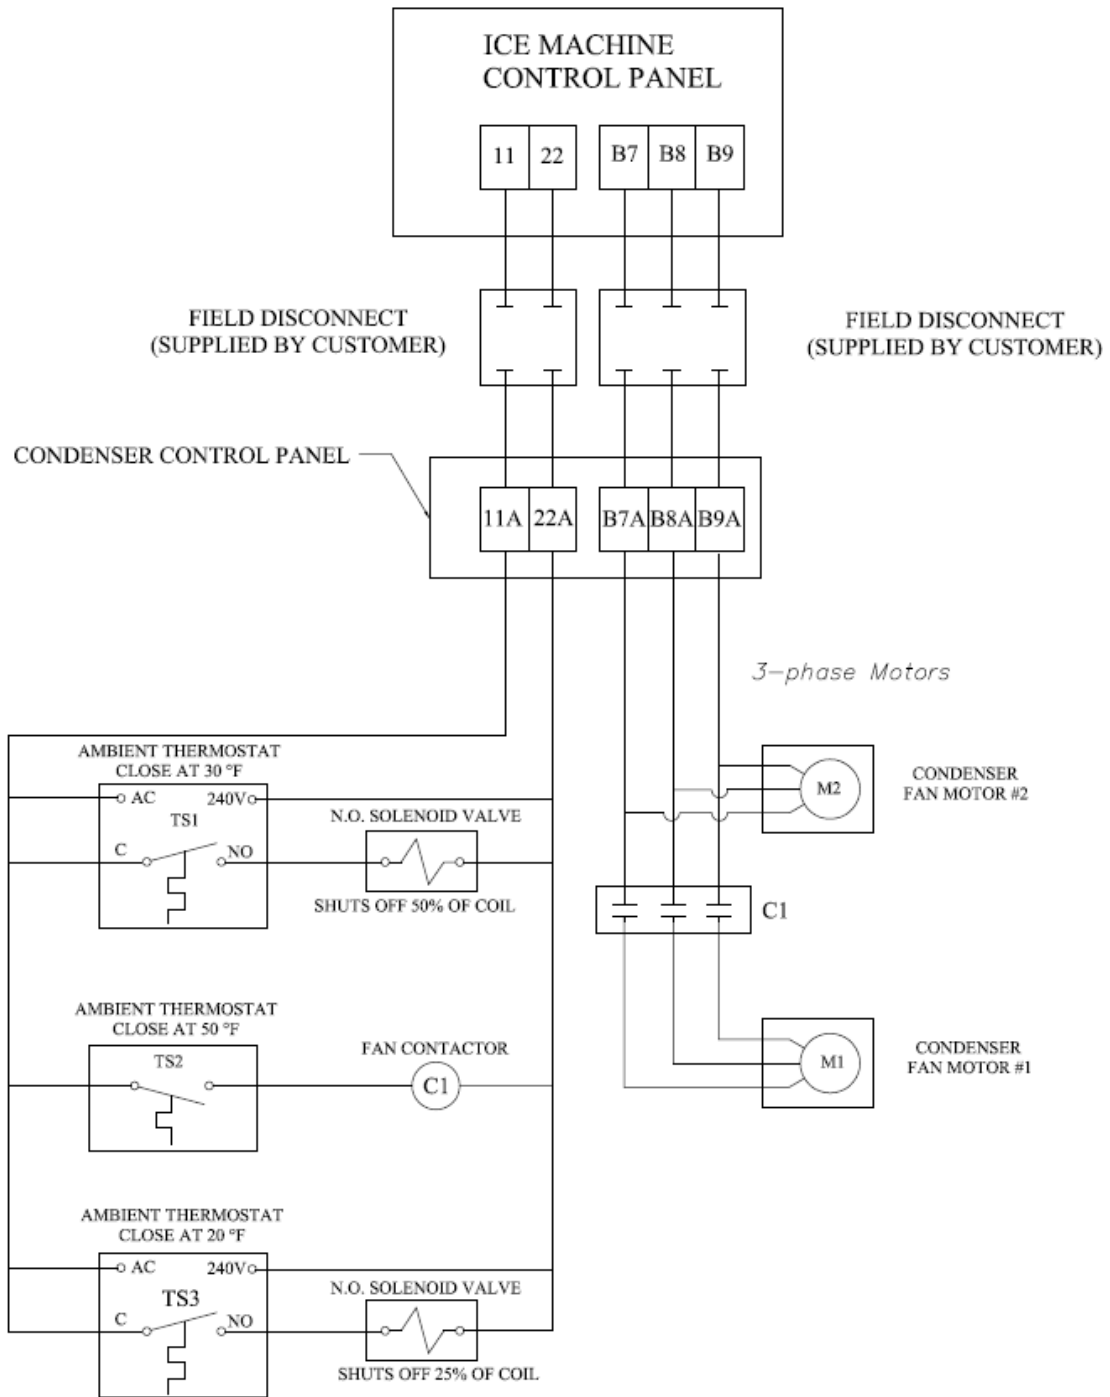 ICE MACHINE
CONTROL PANEL
11 22 B7 B8 B9
FIELD DISCONNECT
(SUPPLIED BY CUSTOMER)
FIELD DISCONNECT
(SUPPLIED BY CUSTOMER)
CONDENSER CONTROL PANEL
11A 22A B7A B8A B9A
3-phase Motors
AMBIENT THERMOSTAT
CLOSE AT 30 °F
AC 240V
TS1
C NO
N.O. SOLENOID VALVE
SHUTS OFF 50% OF COIL
M2
CONDENSER
FAN MOTOR #2
C1
AMBIENT THERMOSTAT
CLOSE AT 50 °F
TS2
FAN CONTACTOR
C1
M1
CONDENSER
FAN MOTOR #1
AMBIENT THERMOSTAT
CLOSE AT 20 °F
AC 240V
TS3
C NO
N.O. SOLENOID VALVE
SHUTS OFF 25% OF COIL